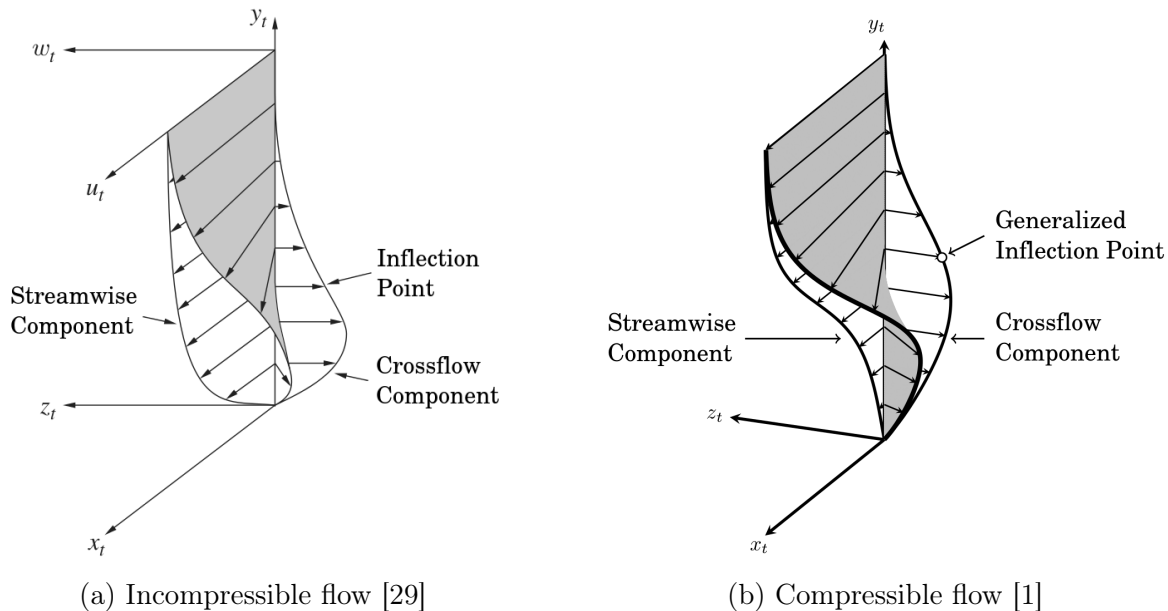 y_t
w_t
u_t
Streamwise
Component
Inflection
Point
Crossflow
Component
z_t
x_t
(a) Incompressible flow [29]
y_t
Generalized
Inflection Point
Streamwise
Component
Crossflow
Component
z_t
x_t
(b) Compressible flow [1]